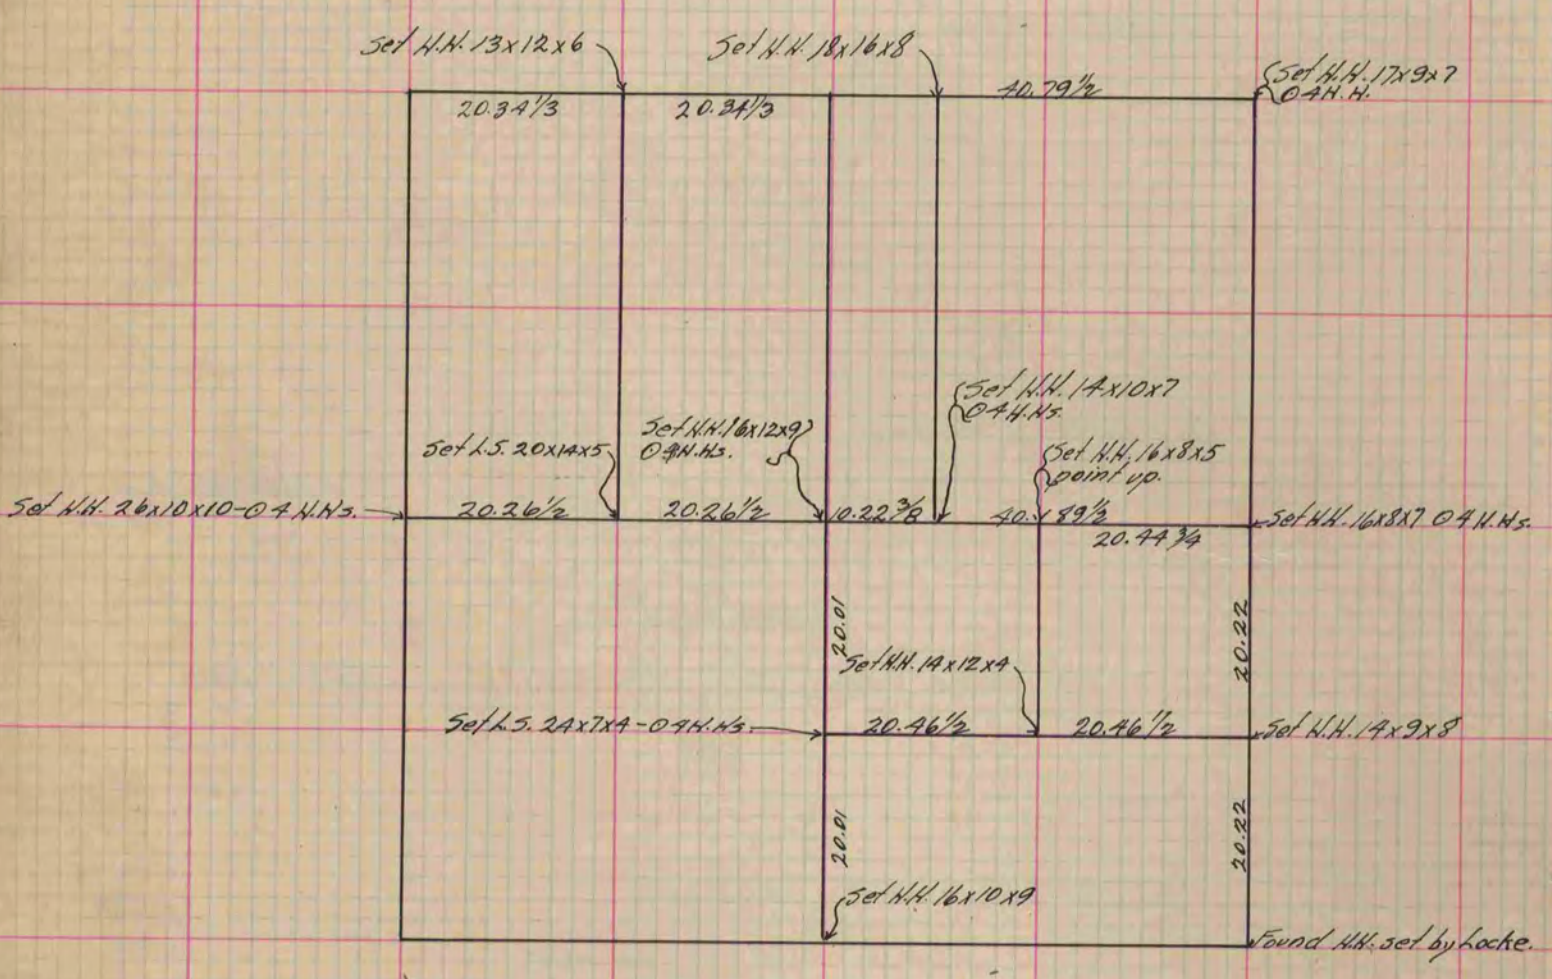 Set H.H. 13x12x6
Set H.H. 18x16x8
Set H.H. 17x9x7
⊙ 4 H.H.
20.34 1/3
20.34 1/3
40.79 1/2
Set H.H. 14x10x7
⊙ 4 H.Hs.
Set L.S. 20x14x5
Set H.H. 16x12x9
⊙ 4 H.Hs.
Set H.H. 16x8x5
point up.
Set H.H. 26x10x10-⊙ 4 H.Hs.
20.26 1/2
20.26 1/2
10.22 3/8
40.89 1/2
Set H.H. 16x8x7 ⊙ 4 H.Hs.
20.44 3/4
20.01
20.22
Set H.H. 14x12x4
Set L.S. 24x7x4-⊙ 4 H.Hs.
20.46 1/2
20.46 1/2
Set H.H. 14x9x8
20.01
20.22
Set H.H. 16x10x9
Found H.H. set by Locke.